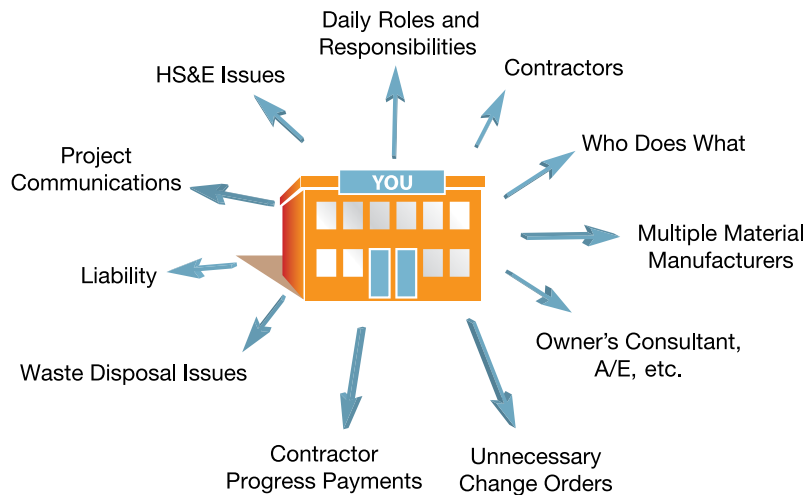 Daily Roles and
Responsibilities
HS&E Issues
Contractors
Project
Communications
Who Does What
YOU
Multiple Material
Manufacturers
Liability
Owner's Consultant,
A/E, etc.
Waste Disposal Issues
Contractor
Progress Payments
Unnecessary
Change Orders